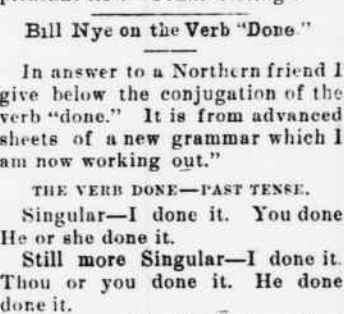 Bill Nye on the Verb "Done."
In answer to a Northern friend I
give below the conjugation of the
verb "done." It is from advanced
sheets of a new grammar which I
am now working out."
THE VERB DONE—PAST TENSE.
Singular—I done it. You done
He or she done it.
Still more Singular—I done it.
Thou or you done it. He done
done it.